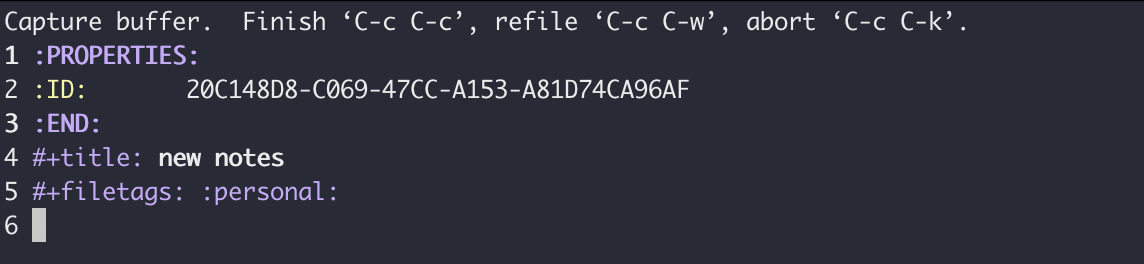 Capture buffer.  Finish ‘C-c C-c’, refile ‘C-c C-w’, abort ‘C-c C-k’.
1 :PROPERTIES:
2 :ID:       20C148D8-C069-47CC-A153-A81D74CA96AF
3 :END:
4 #+title: new notes
5 #+filetags: :personal:
6